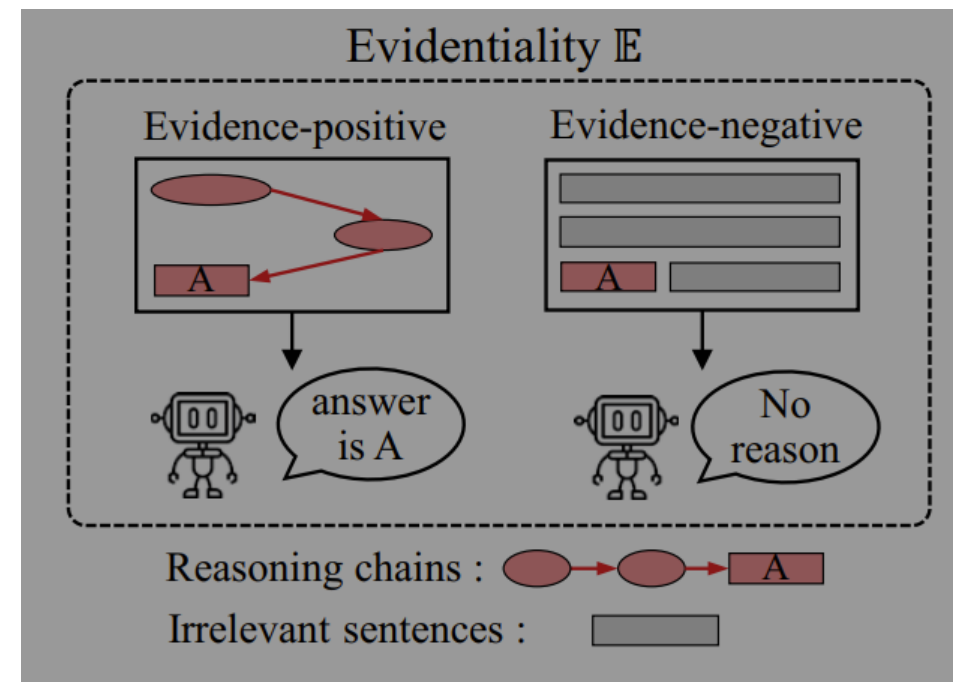 Evidentiality 𝔼
Evidence-positive
Evidence-negative
A
A
answer
is A
No
reason
Reasoning chains :
A
Irrelevant sentences :